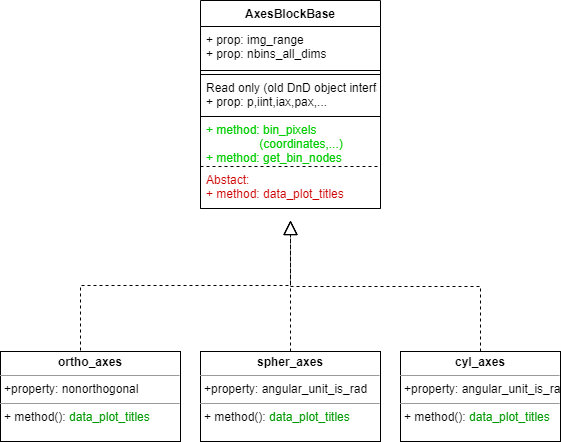 AxesBlockBase
+ prop: img_range
+ prop: nbins_all_dims
Read only (old DnD object interf
+ prop: p,iint,iax,pax,...
+ method: bin_pixels
(coordinates,...)
+ method: get_bin_nodes
Abstact:
+ method: data_plot_titles
ortho_axes
+property: nonorthogonal
+ method(): data_plot_titles
spher_axes
+property: angular_unit_is_rad
+ method(): data_plot_titles
cyl_axes
+property: angular_unit_is_ra
+ method(): data_plot_titles